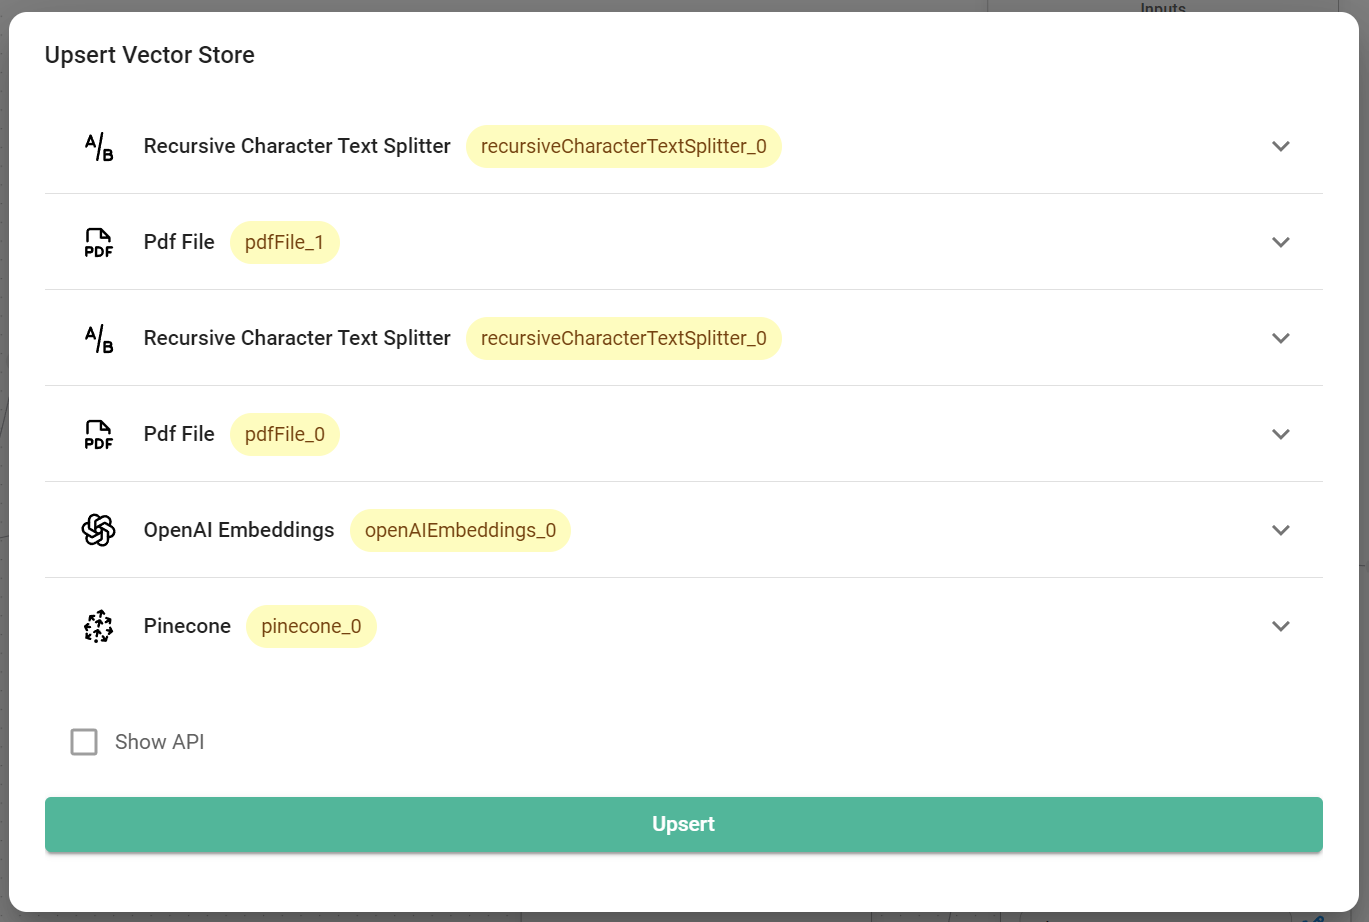 Inputs
Upsert Vector Store
A/B Recursive Character Text Splitter recursiveCharacterTextSplitter_0
PDF Pdf File pdfFile_1
A/B Recursive Character Text Splitter recursiveCharacterTextSplitter_0
PDF Pdf File pdfFile_0
OpenAI Embeddings openAIEmbeddings_0
Pinecone pinecone_0
Show API
Upsert